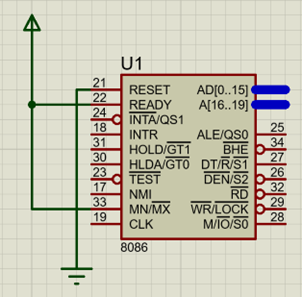 U1
21 RESET AD[0..15]
22 READY A[16..19]
24 INTA/QS1
18 INTR ALE/QS0 25
31 HOLD/GT1 BHE 34
30 HLDA/GT0 DT/R/S1 27
23 TEST DEN/S2 26
17 NMI RD 32
33 MN/MX WR/LOCK 29
19 CLK M/IO/S0 28
8086